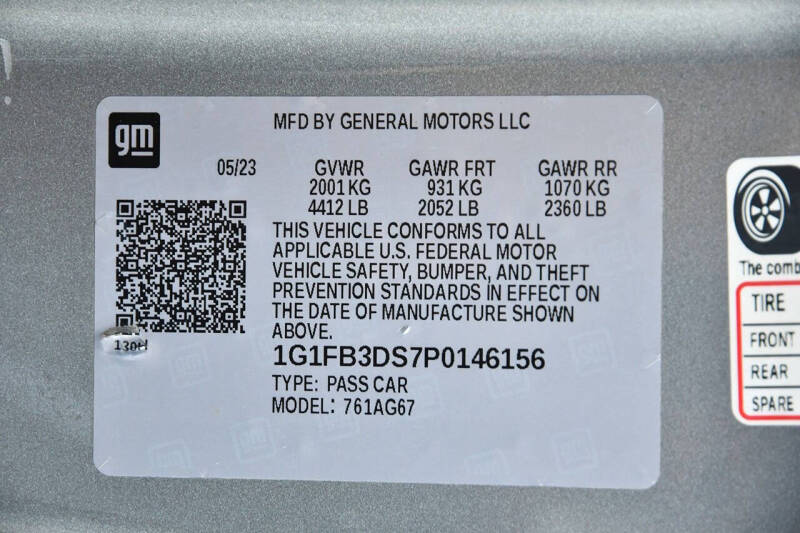 gm
MFD BY GENERAL MOTORS LLC
05/23 GVWR GAWR FRT GAWR RR
2001 KG 931 KG 1070 KG
4412 LB 2052 LB 2360 LB
THIS VEHICLE CONFORMS TO ALL
APPLICABLE U.S. FEDERAL MOTOR
VEHICLE SAFETY, BUMPER, AND THEFT
PREVENTION STANDARDS IN EFFECT ON
THE DATE OF MANUFACTURE SHOWN
ABOVE.
130H
1G1FB3DS7P0146156
TYPE: PASS CAR
MODEL: 761AG67
The comb
TIRE
FRONT
REAR
SPARE